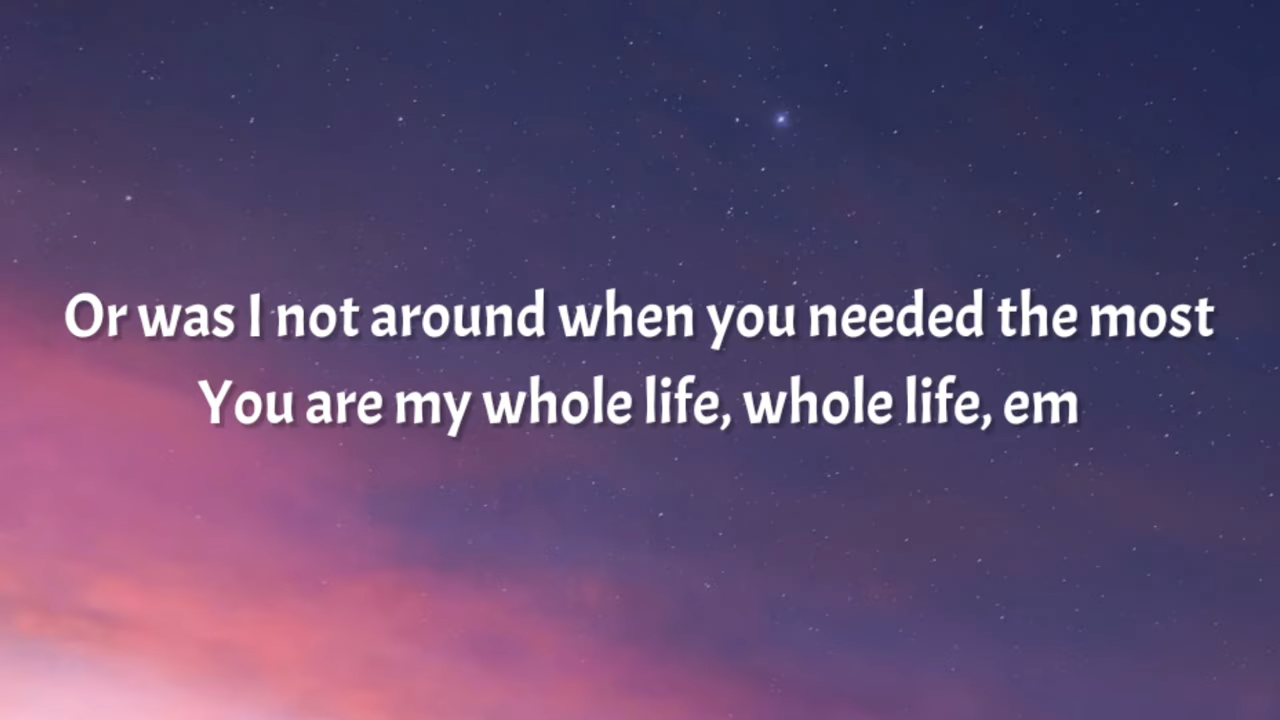 Or was I not around when you needed the most
You are my whole life, whole life, em